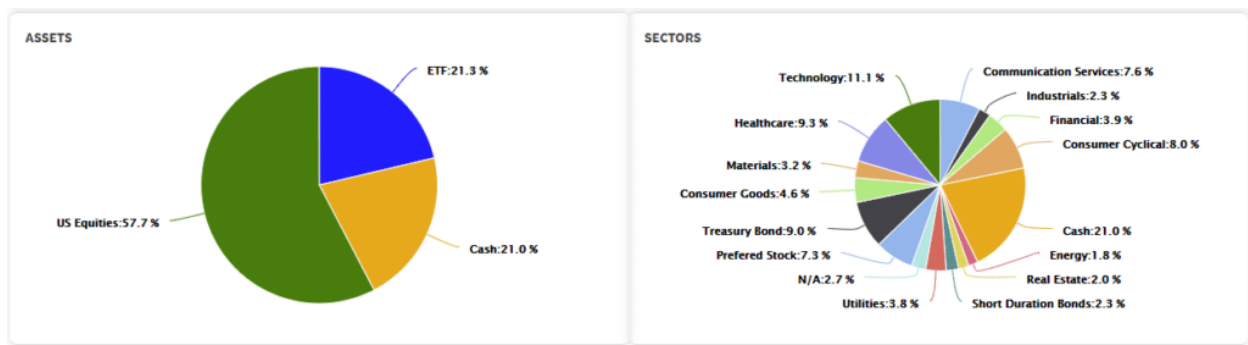 ASSETS
ETF:21.3 %
US Equities:57.7 %
Cash:21.0 %
SECTORS
Technology:11.1 %
Communication Services:7.6 %
Industrials:2.3 %
Healthcare:9.3 %
Financial:3.9 %
Consumer Cyclical:8.0 %
Materials:3.2 %
Consumer Goods:4.6 %
Treasury Bond:9.0 %
Cash:21.0 %
Prefered Stock:7.3 %
Energy:1.8 %
N/A:2.7 %
Real Estate:2.0 %
Utilities:3.8 %
Short Duration Bonds:2.3 %